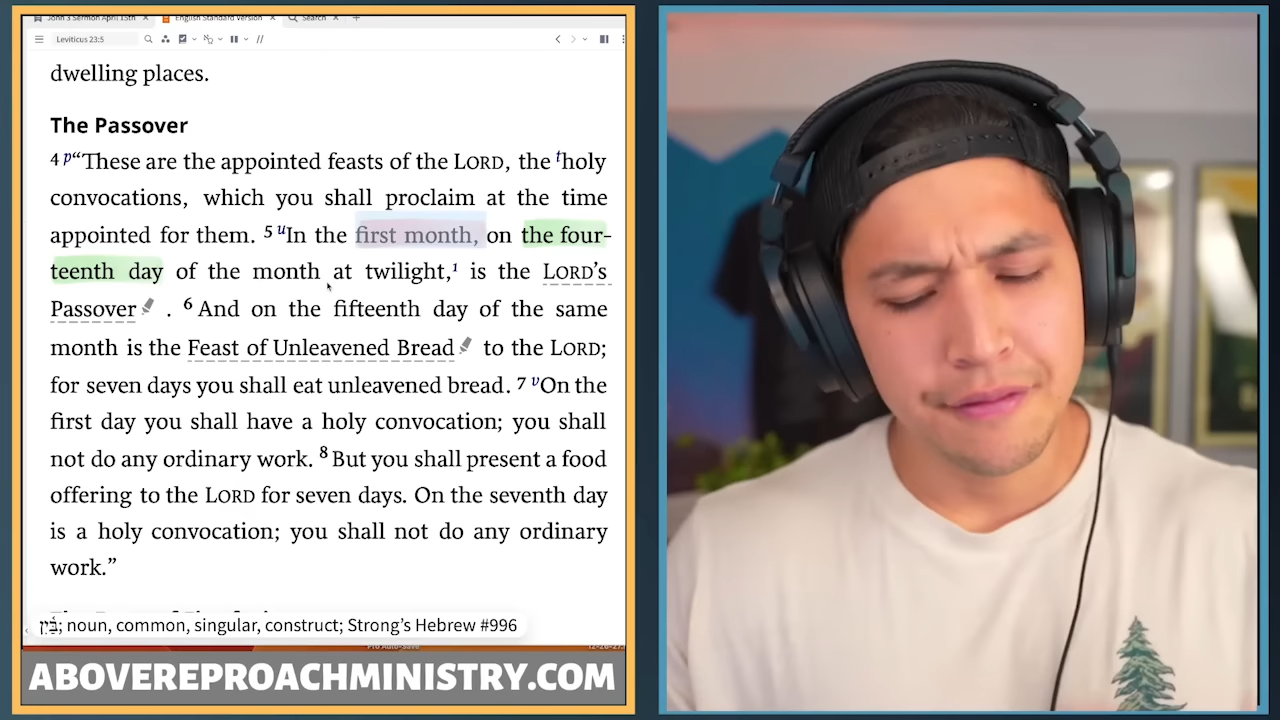 John 3 Sermon April 15th × English Standard Version × Search × +
Leviticus 23:5
dwelling places.
The Passover
4 p“These are the appointed feasts of the LORD, the tholy
convocations, which you shall proclaim at the time
appointed for them. 5 uIn the first month, on the four-
teenth day of the month at twilight,1 is the LORD’S
Passover . 6 And on the fifteenth day of the same
month is the Feast of Unleavened Bread to the LORD;
for seven days you shall eat unleavened bread. 7 vOn the
first day you shall have a holy convocation; you shall
not do any ordinary work. 8 But you shall present a food
offering to the LORD for seven days. On the seventh day
is a holy convocation; you shall not do any ordinary
work.”
noun, common, singular, construct; Strong’s Hebrew #996
ABOVEREPROACHMINISTRY.COM